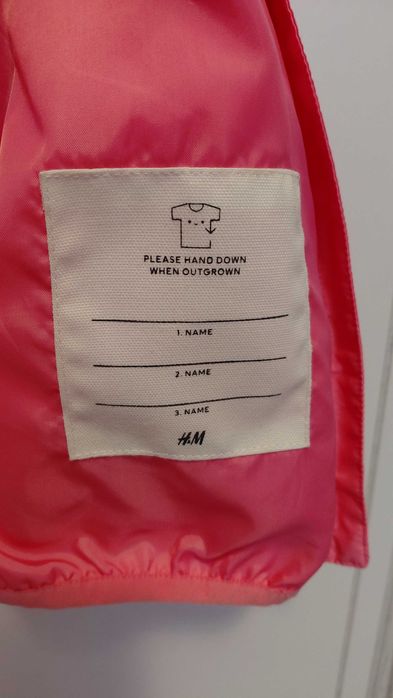 PLEASE HAND DOWN
WHEN OUTGROWN
1. NAME
2. NAME
3. NAME
H&M